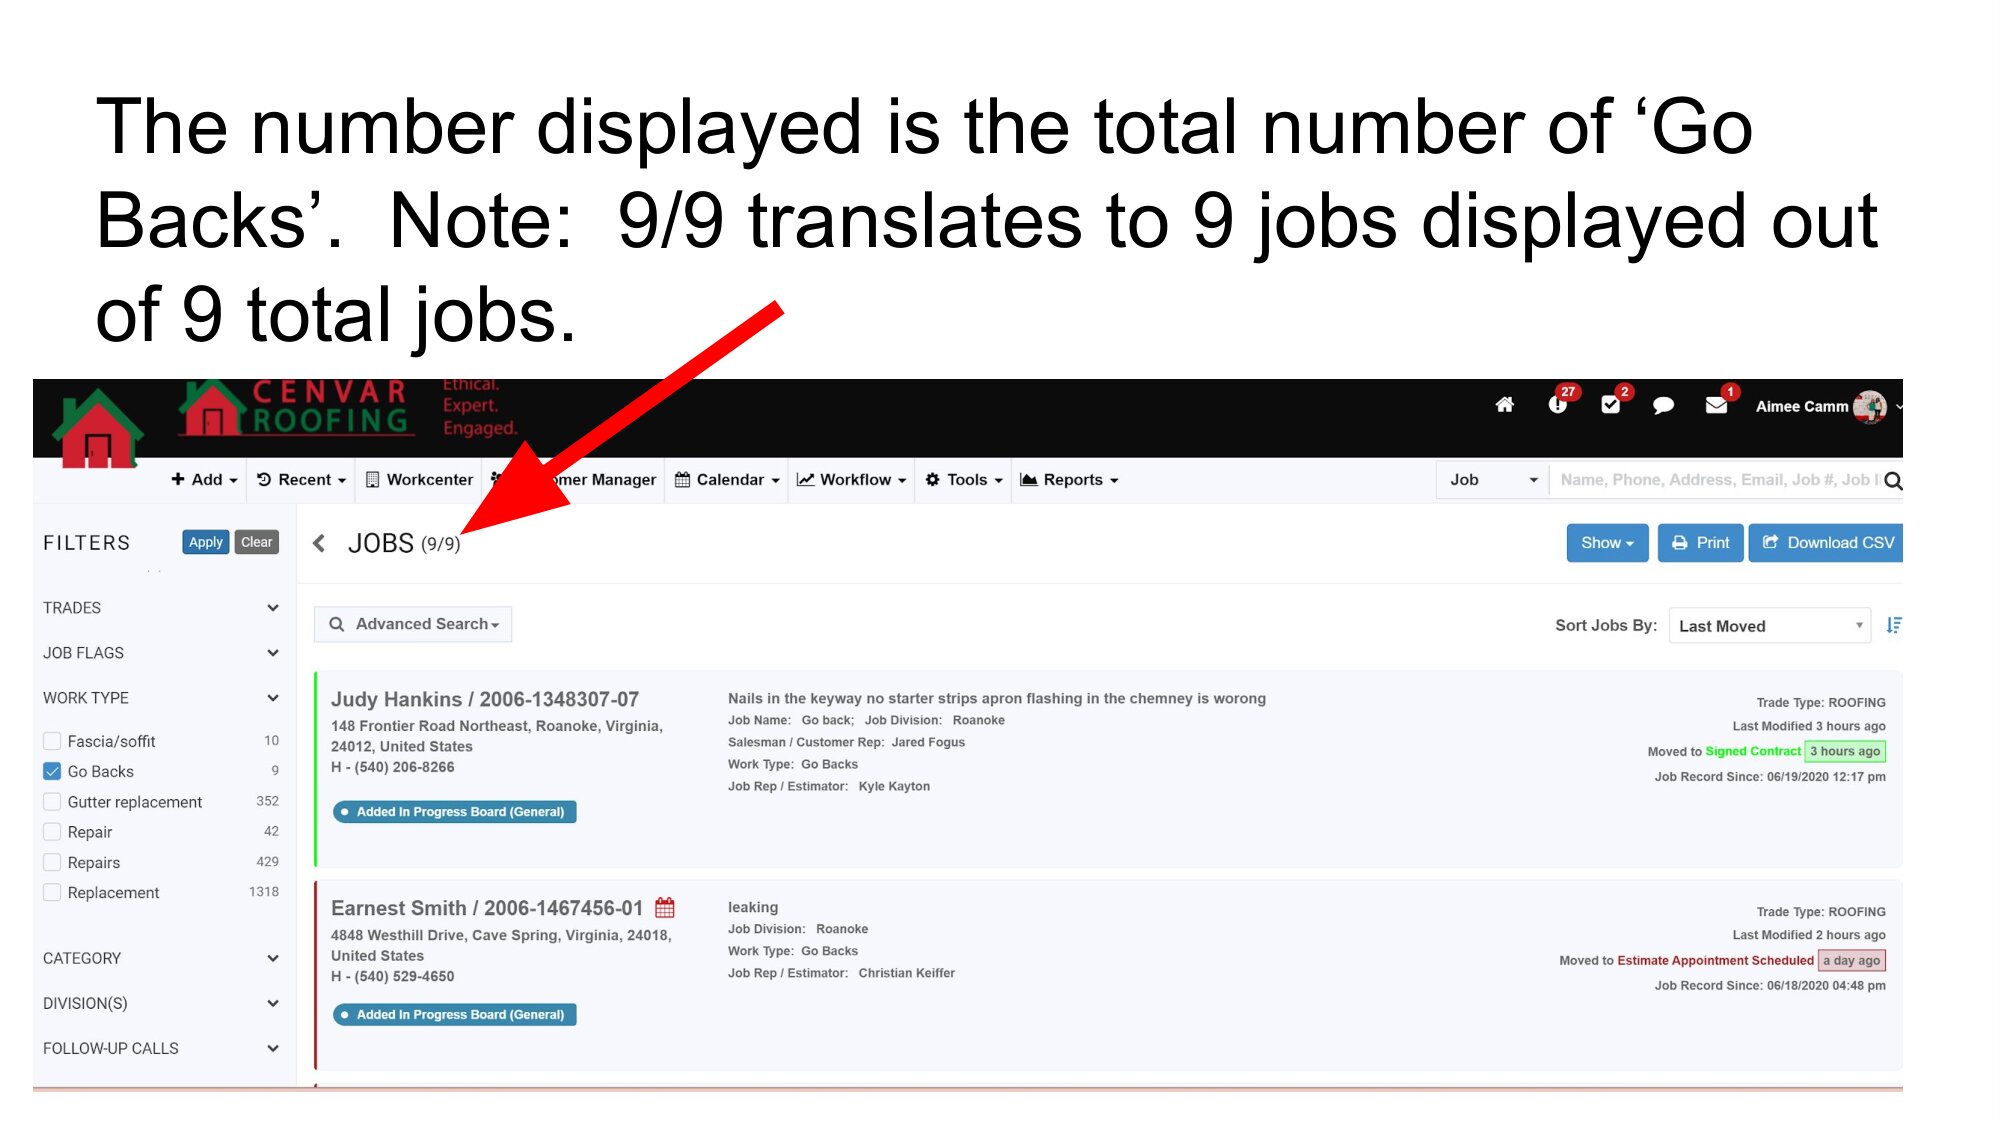 The number displayed is the total number of ‘Go
Backs’.  Note:  9/9 translates to 9 jobs displayed out
of 9 total jobs.
CENVAR
ROOFING
Ethical.
Expert.
Engaged.
27 2 1 Aimee Camm
Add Recent Workcenter omer Manager Calendar Workflow Tools Reports Job Name, Phone, Address, Email, Job #, Job
FILTERS Apply Clear JOBS (9/9) Show Print Download CSV
TRADES
JOB FLAGS
WORK TYPE
Fascia/soffit 10
Go Backs 9
Gutter replacement 352
Repair 42
Repairs 429
Replacement 1318
CATEGORY
DIVISION(S)
FOLLOW-UP CALLS
Advanced Search Sort Jobs By: Last Moved
Judy Hankins / 2006-1348307-07
148 Frontier Road Northeast, Roanoke, Virginia,
24012, United States
H - (540) 206-8266
Added In Progress Board (General)
Nails in the keyway no starter strips apron flashing in the chemney is worong
Job Name: Go back; Job Division: Roanoke
Salesman / Customer Rep: Jared Fogus
Work Type: Go Backs
Job Rep / Estimator: Kyle Kayton
Trade Type: ROOFING
Last Modified 3 hours ago
Moved to Signed Contract 3 hours ago
Job Record Since: 06/19/2020 12:17 pm
Earnest Smith / 2006-1467456-01
4848 Westhill Drive, Cave Spring, Virginia, 24018,
United States
H - (540) 529-4650
Added In Progress Board (General)
leaking
Job Division: Roanoke
Work Type: Go Backs
Job Rep / Estimator: Christian Keiffer
Trade Type: ROOFING
Last Modified 2 hours ago
Moved to Estimate Appointment Scheduled a day ago
Job Record Since: 06/18/2020 04:48 pm